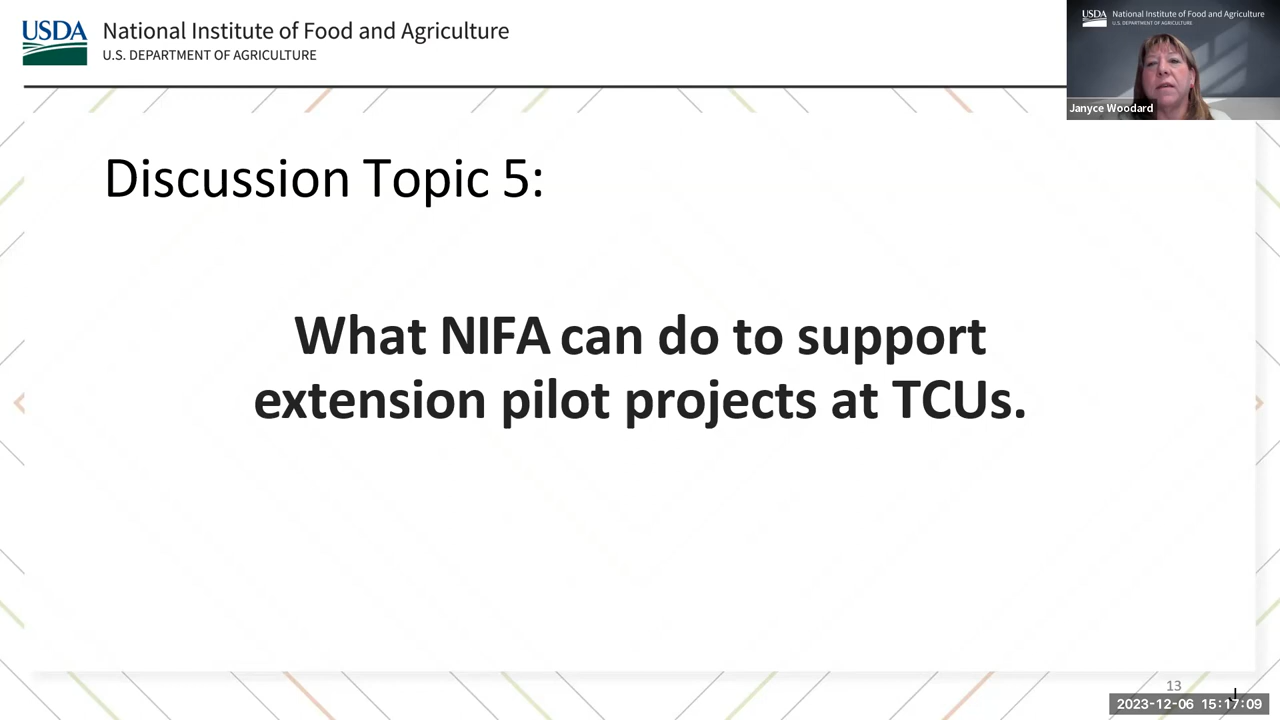 USDA
National Institute of Food and Agriculture
U.S. DEPARTMENT OF AGRICULTURE
USDA
National Institute of Food and Agriculture
U.S. DEPARTMENT OF AGRICULTURE
Janyce Woodard
Discussion Topic 5:
What NIFA can do to support
extension pilot projects at TCUs.
13
2023-12-06 15:17:09